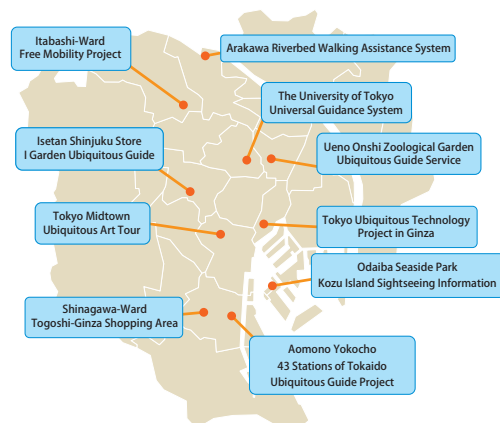 Itabashi-Ward
Free Mobility Project
Arakawa Riverbed Walking Assistance System
The University of Tokyo
Universal Guidance System
Isetan Shinjuku Store
I Garden Ubiquitous Guide
Ueno Onshi Zoological Garden
Ubiquitous Guide Service
Tokyo Midtown
Ubiquitous Art Tour
Tokyo Ubiquitous Technology
Project in Ginza
Odaiba Seaside Park
Kozu Island Sightseeing Information
Shinagawa-Ward
Togoshi-Ginza Shopping Area
Aomono Yokocho
43 Stations of Tokaido
Ubiquitous Guide Project